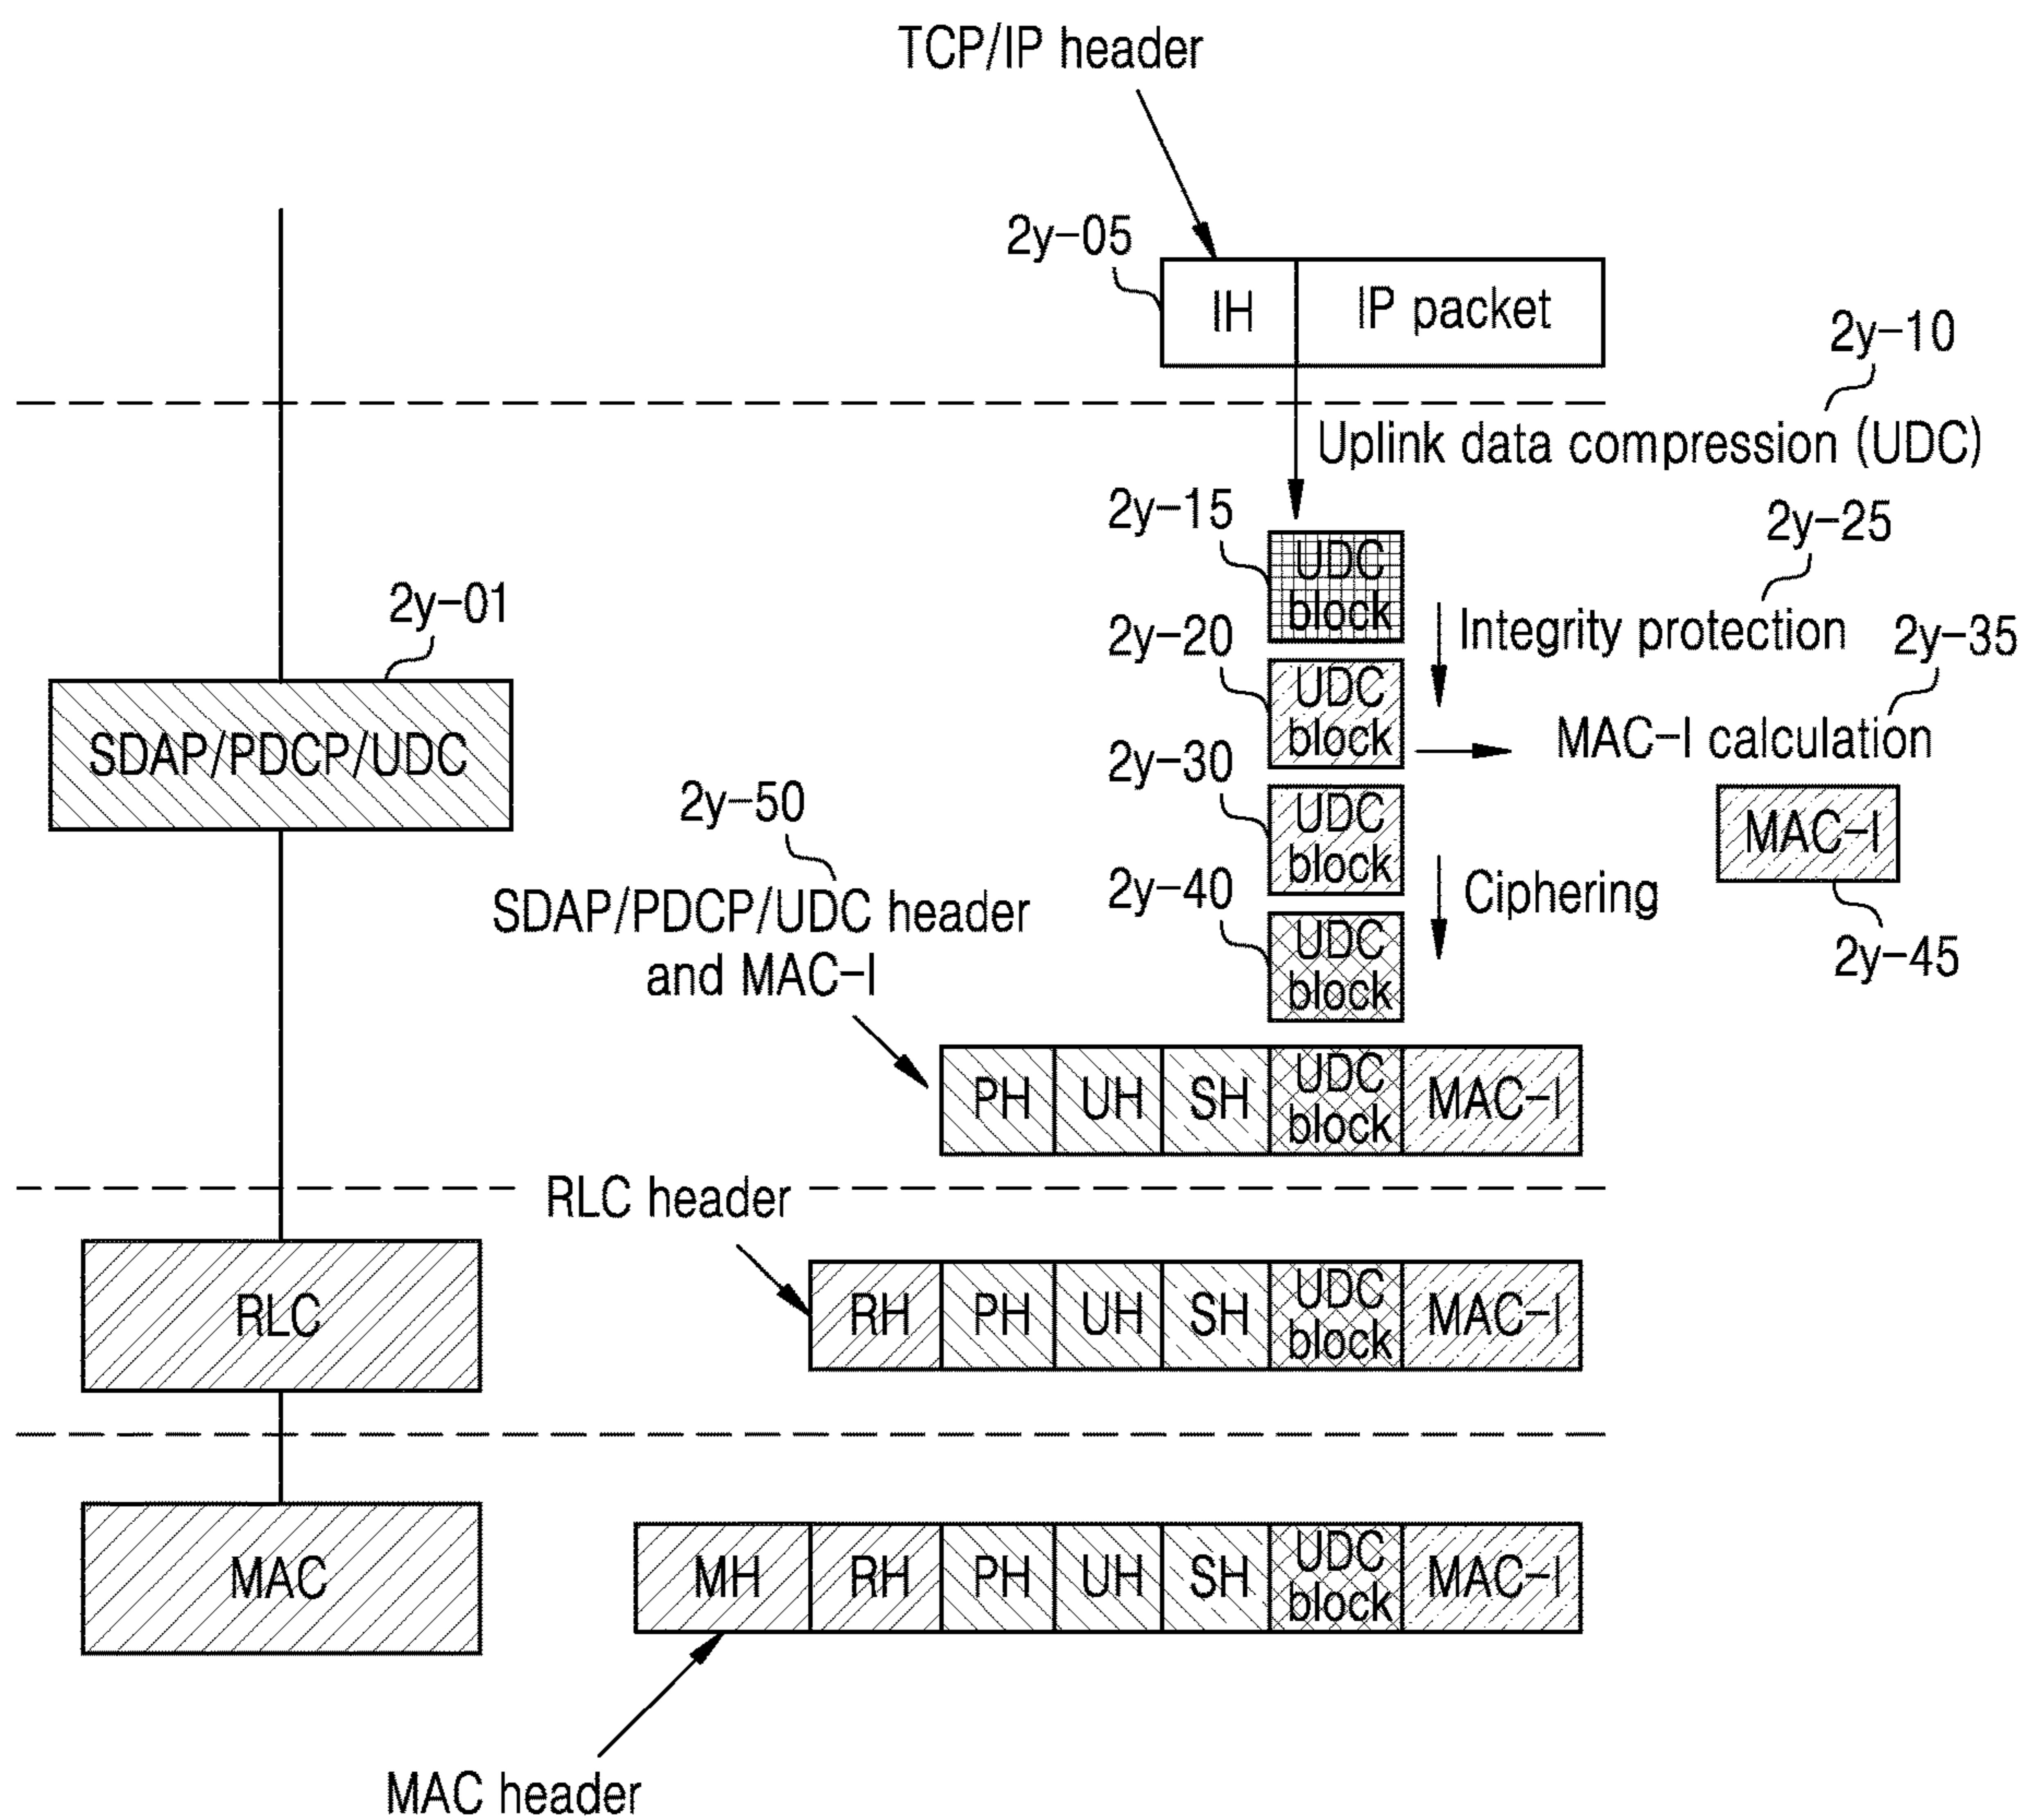 TCP/IP header
2y-05
IH
IP packet
2y-10
Uplink data compression (UDC)
2y-15
UDC
block
2y-25
Integrity protection
2y-01
2y-20
UDC
block
2y-35
MAC-I calculation
SDAP/PDCP/UDC
2y-30
UDC
block
MAC-I
2y-45
2y-50
SDAP/PDCP/UDC header
and MAC-I
Ciphering
2y-40
UDC
block
PH
UH
SH
UDC
block
MAC-I
RLC header
RLC
RH
PH
UH
SH
UDC
block
MAC-I
MAC
MH
RH
PH
UH
SH
UDC
block
MAC-I
MAC header